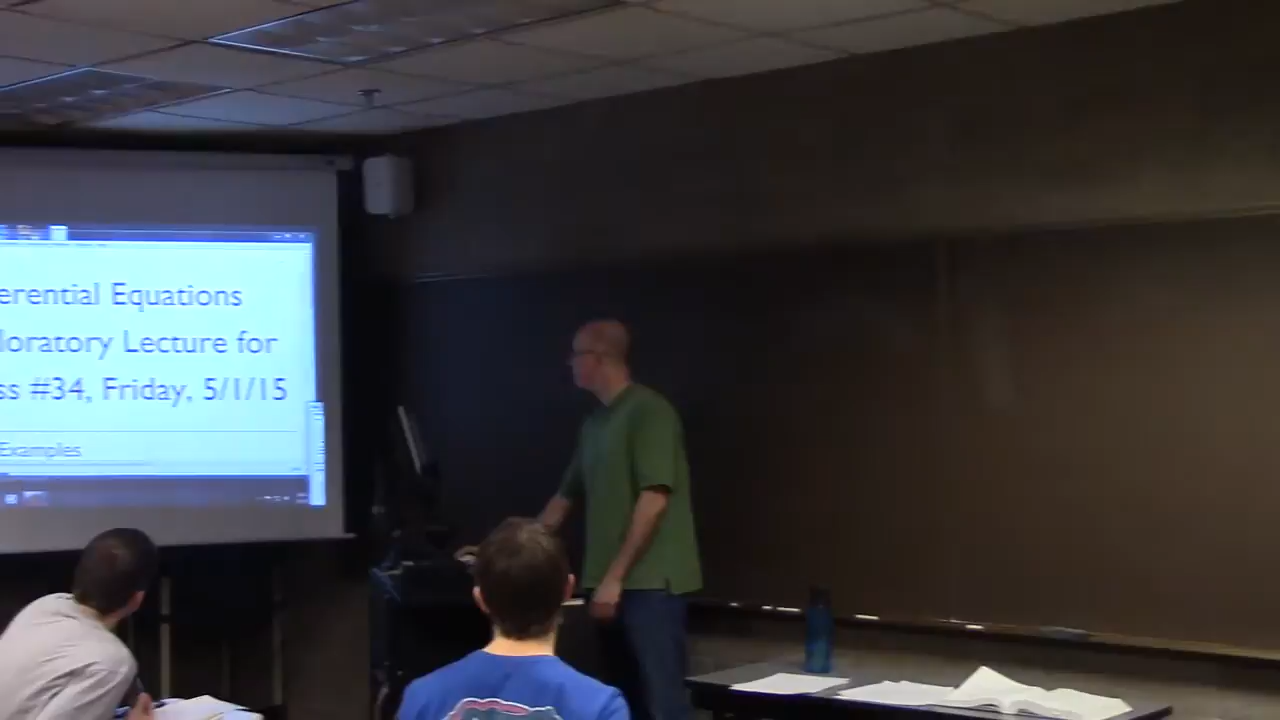 erential Equations
loratory Lecture for
ss #34, Friday, 5/1/15
Examples